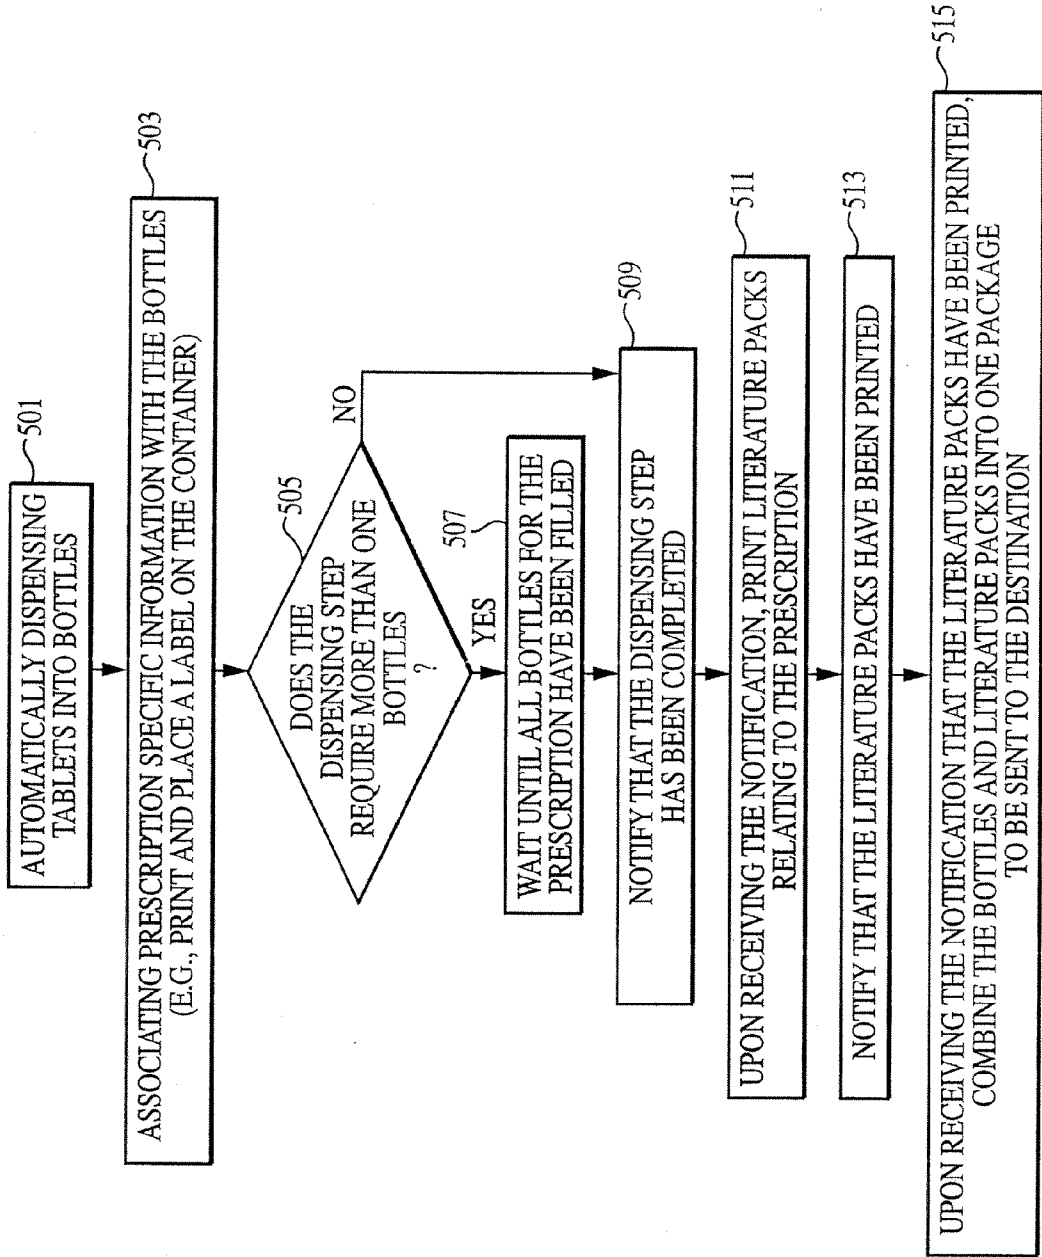 501
AUTOMATICALLY DISPENSING
TABLETS INTO BOTTLES
503
ASSOCIATING PRESCRIPTION SPECIFIC INFORMATION WITH THE BOTTLES
(E.G., PRINT AND PLACE A LABEL ON THE CONTAINER)
505
DOES THE
DISPENSING STEP
REQUIRE MORE THAN ONE
BOTTLES
?
NO
YES
507
WAIT UNTIL ALL BOTTLES FOR THE
PRESCRIPTION HAVE BEEN FILLED
509
NOTIFY THAT THE DISPENSING STEP
HAS BEEN COMPLETED
511
UPON RECEIVING THE NOTIFICATION, PRINT LITERATURE PACKS
RELATING TO THE PRESCRIPTION
513
NOTIFY THAT THE LITERATURE PACKS HAVE BEEN PRINTED
515
UPON RECEIVING THE NOTIFICATION THAT THE LITERATURE PACKS HAVE BEEN PRINTED,
COMBINE THE BOTTLES AND LITERATURE PACKS INTO ONE PACKAGE
TO BE SENT TO THE DESTINATION